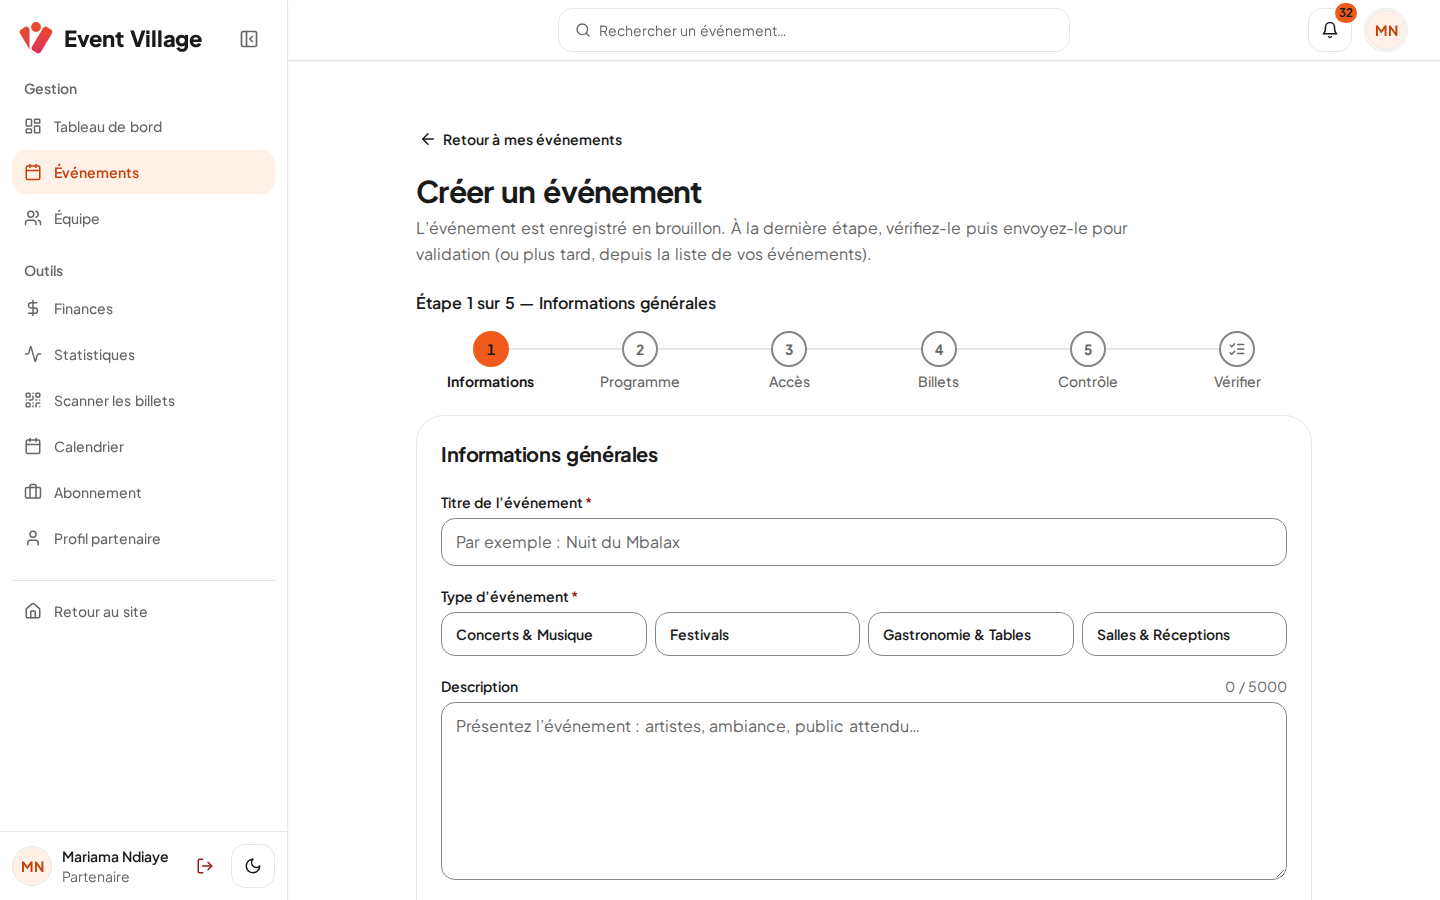 Event Village
Gestion
Tableau de bord
Événements
Équipe
Outils
Finances
Statistiques
Scanner les billets
Calendrier
Abonnement
Profil partenaire
Retour au site
MN
Mariama Ndiaye
Partenaire
Rechercher un événement…
32
MN
Retour à mes événements
Créer un événement
L’événement est enregistré en brouillon. À la dernière étape, vérifiez-le puis envoyez-le pour
validation (ou plus tard, depuis la liste de vos événements).
Étape 1 sur 5 — Informations générales
1 2 3 4 5
Informations Programme Accès Billets Contrôle Vérifier
Informations générales
Titre de l’événement *
Par exemple : Nuit du Mbalax
Type d’événement *
Concerts & Musique Festivals Gastronomie & Tables Salles & Réceptions
Description 0 / 5000
Présentez l’événement : artistes, ambiance, public attendu…